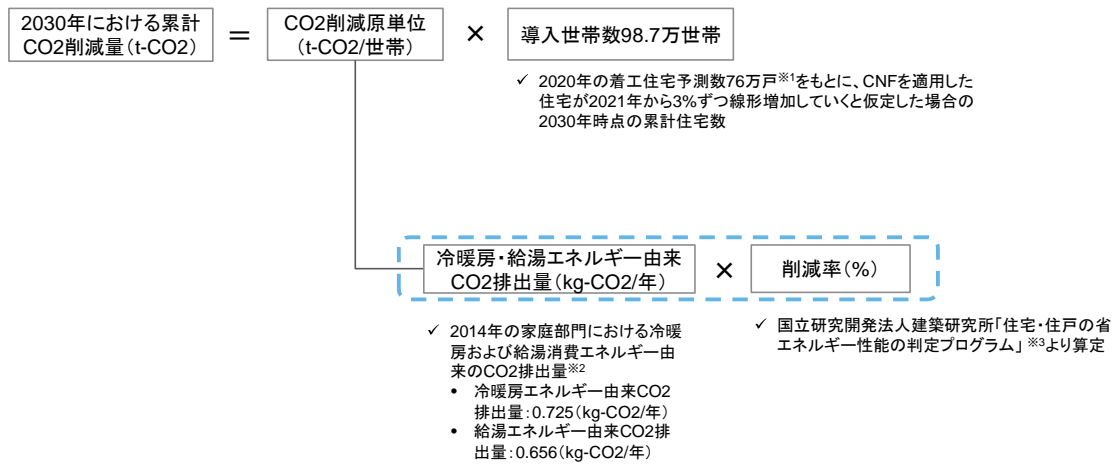 2030年における累計
CO2削減量(t-CO2)
=
CO2削減原単位
(t-CO2/世帯)
×
導入世帯数98.7万世帯
✓ 2020年の着工住宅予測数76万戸※1をもとに、CNFを適用した
住宅が2021年から3%ずつ線形増加していくと仮定した場合の
2030年時点の累計住宅数
冷暖房・給湯エネルギー由来
CO2排出量(kg-CO2/年)
×
削減率(%)
✓ 2014年の家庭部門における冷暖
房および給湯消費エネルギー由
来のCO2排出量※2
• 冷暖房エネルギー由来CO2
排出量:0.725(kg-CO2/年)
• 給湯エネルギー由来CO2排
出量:0.656(kg-CO2/年)
✓ 国立研究開発法人建築研究所「住宅・住戸の省
エネルギー性能の判定プログラム」※3より算定